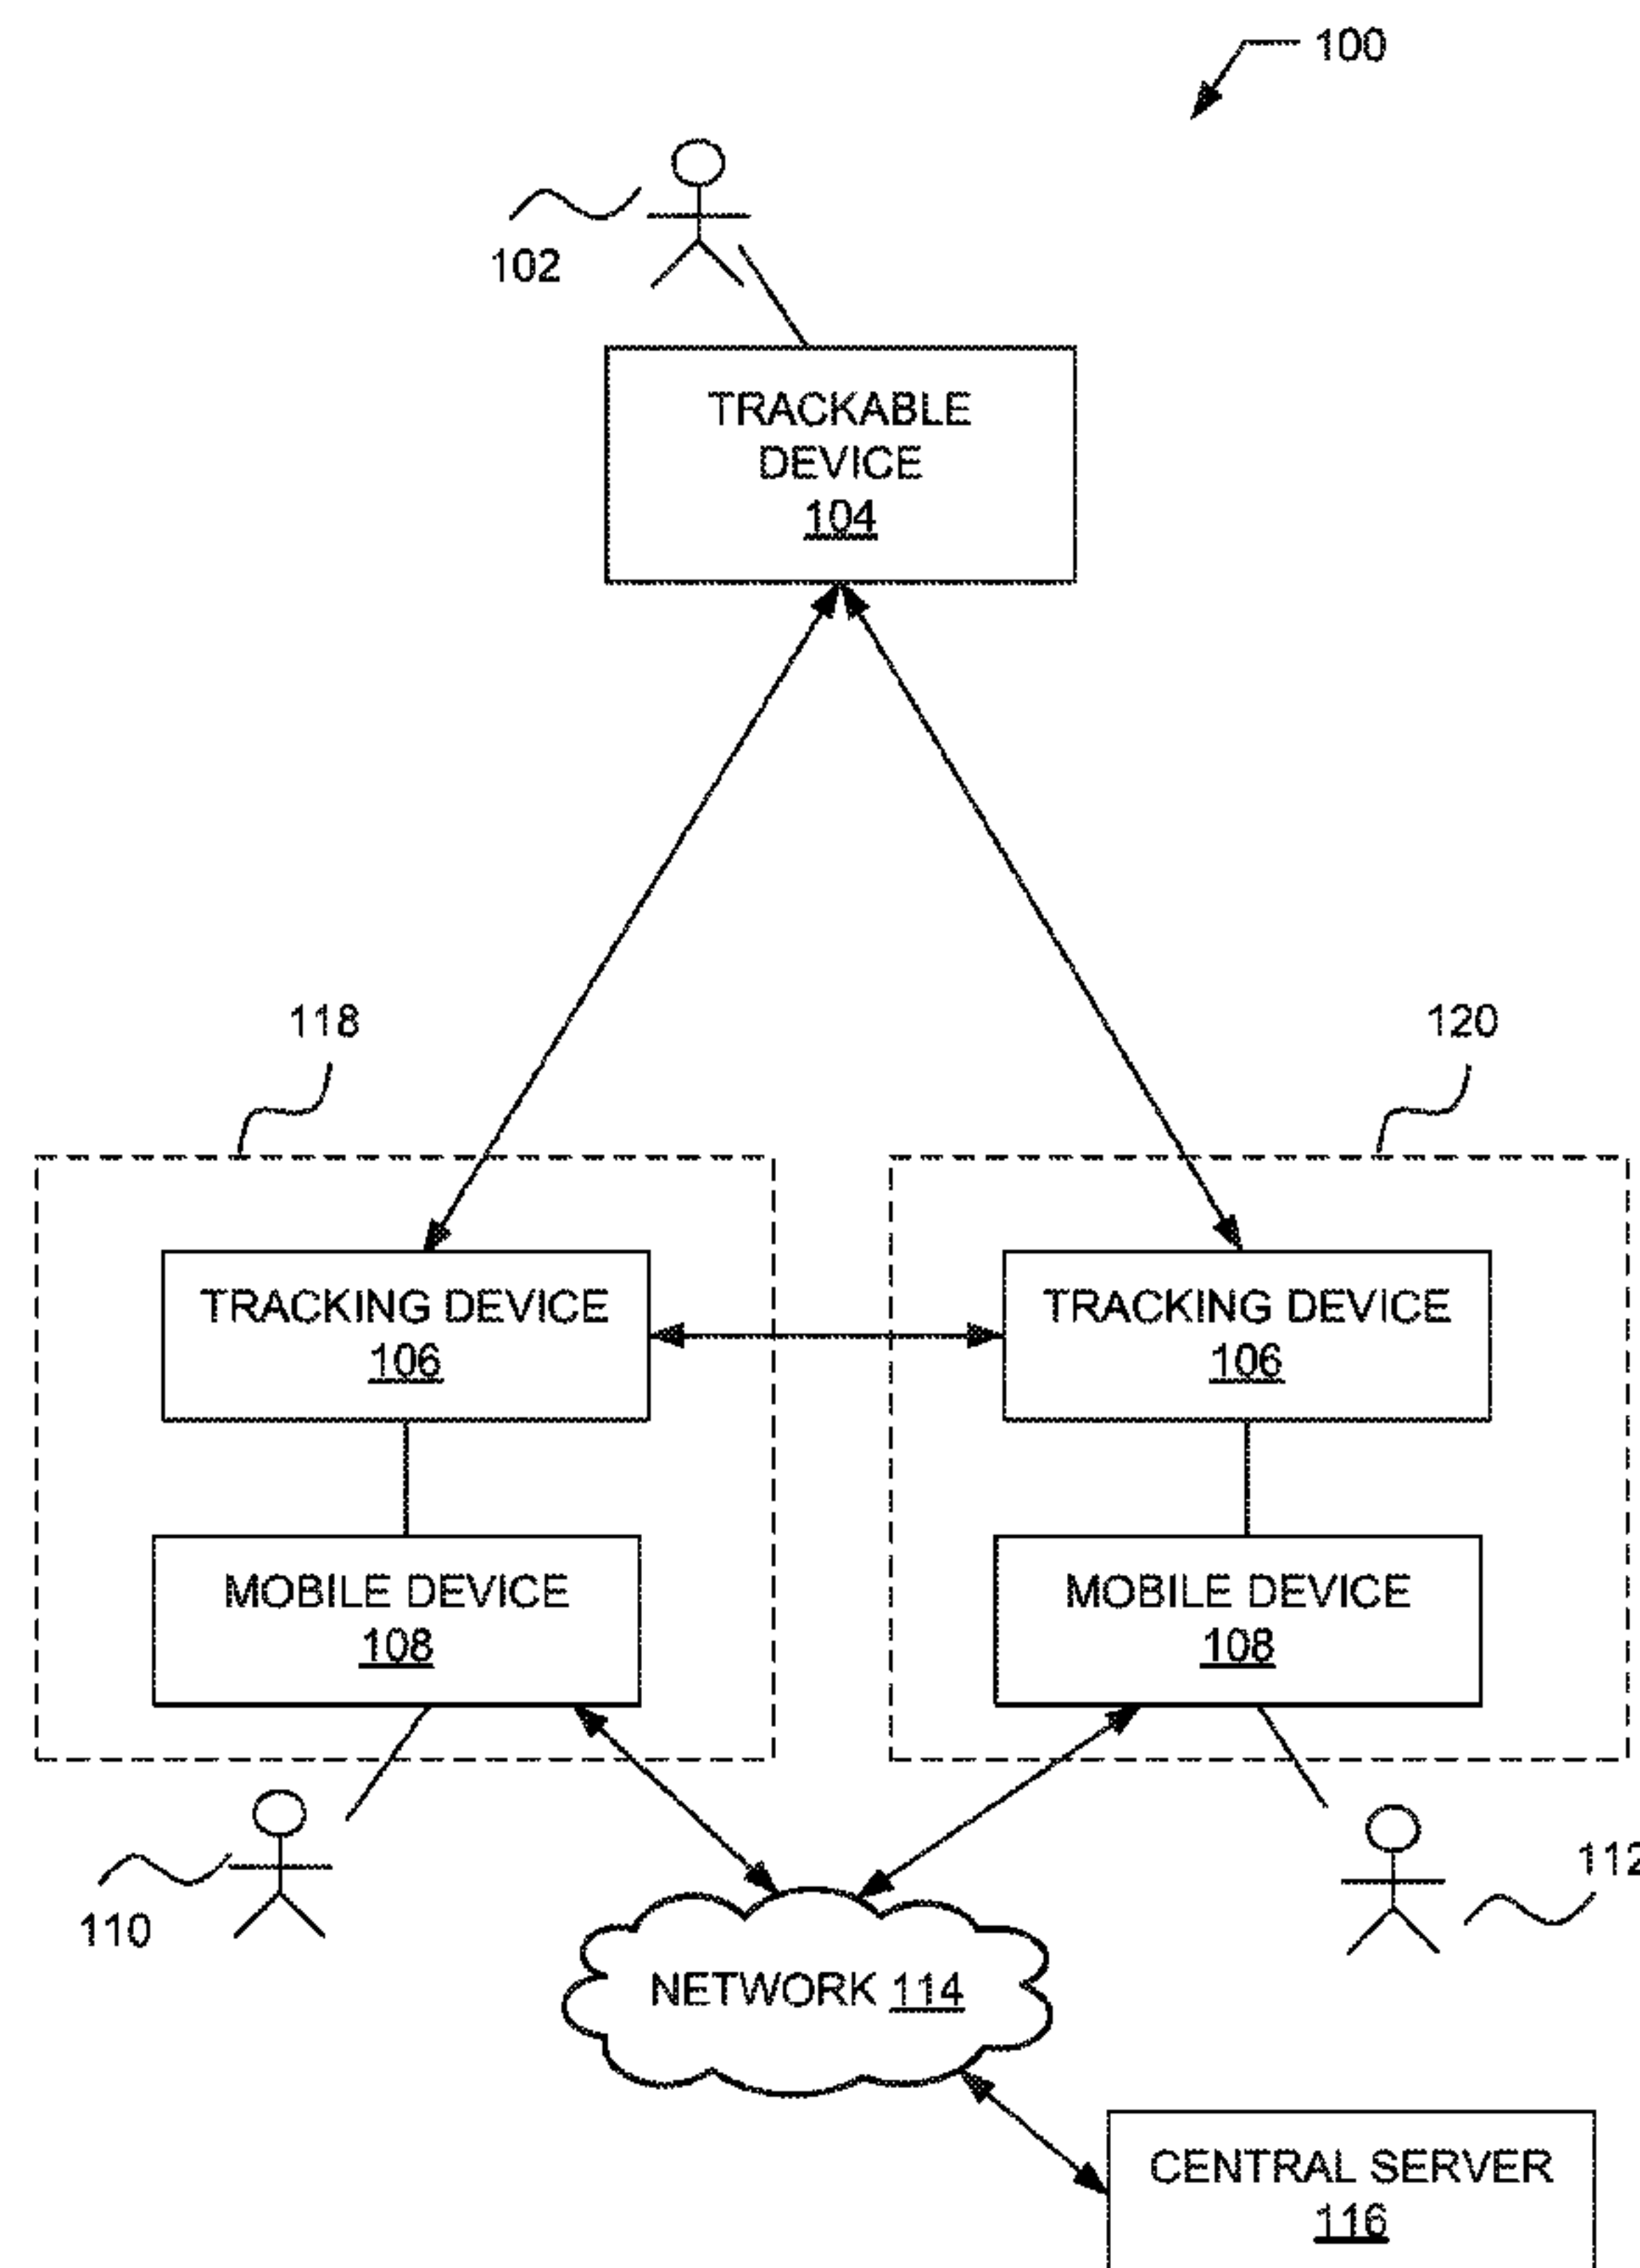 100
102
TRACKABLE
DEVICE
104
118
120
TRACKING DEVICE
106
TRACKING DEVICE
106
MOBILE DEVICE
108
MOBILE DEVICE
108
110
112
NETWORK 114
CENTRAL SERVER
116